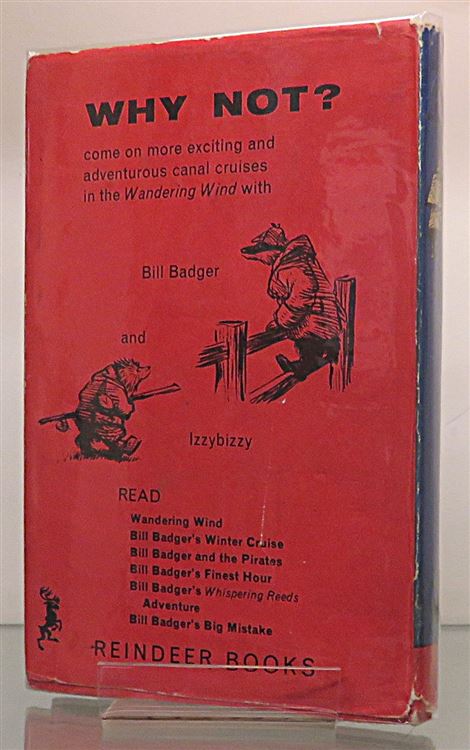 WHY NOT?
come on more exciting and
adventurous canal cruises
in the Wandering Wind with
Bill Badger
and
Izzybizzy
READ
Wandering Wind
Bill Badger's Winter Cruise
Bill Badger and the Pirates
Bill Badger's Finest Hour
Bill Badger's Whispering Reeds
Adventure
Bill Badger's Big Mistake
REINDEER BOOKS